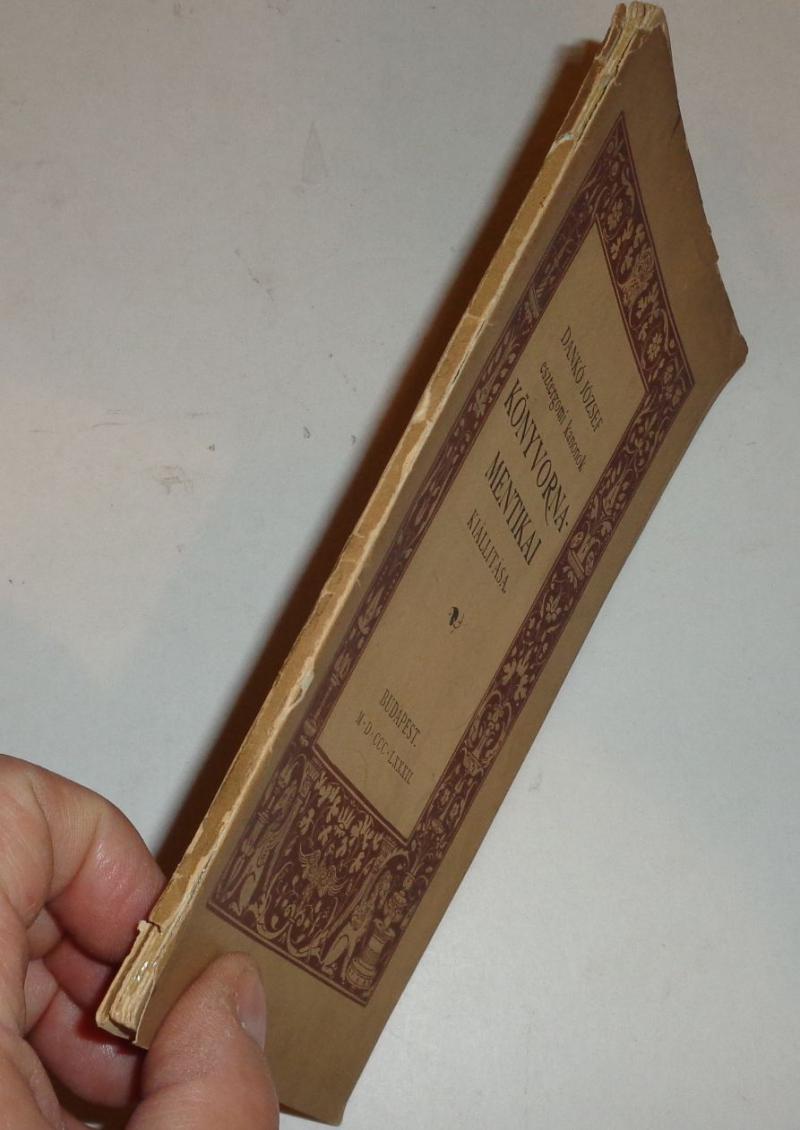 DANKÓ JÓZSEF
esztergomi kanonok
KÖNYVORNA-
MENTIKAI
KIÁLLITÁSA.
BUDAPEST.
M·D·CCC·LXXXII.